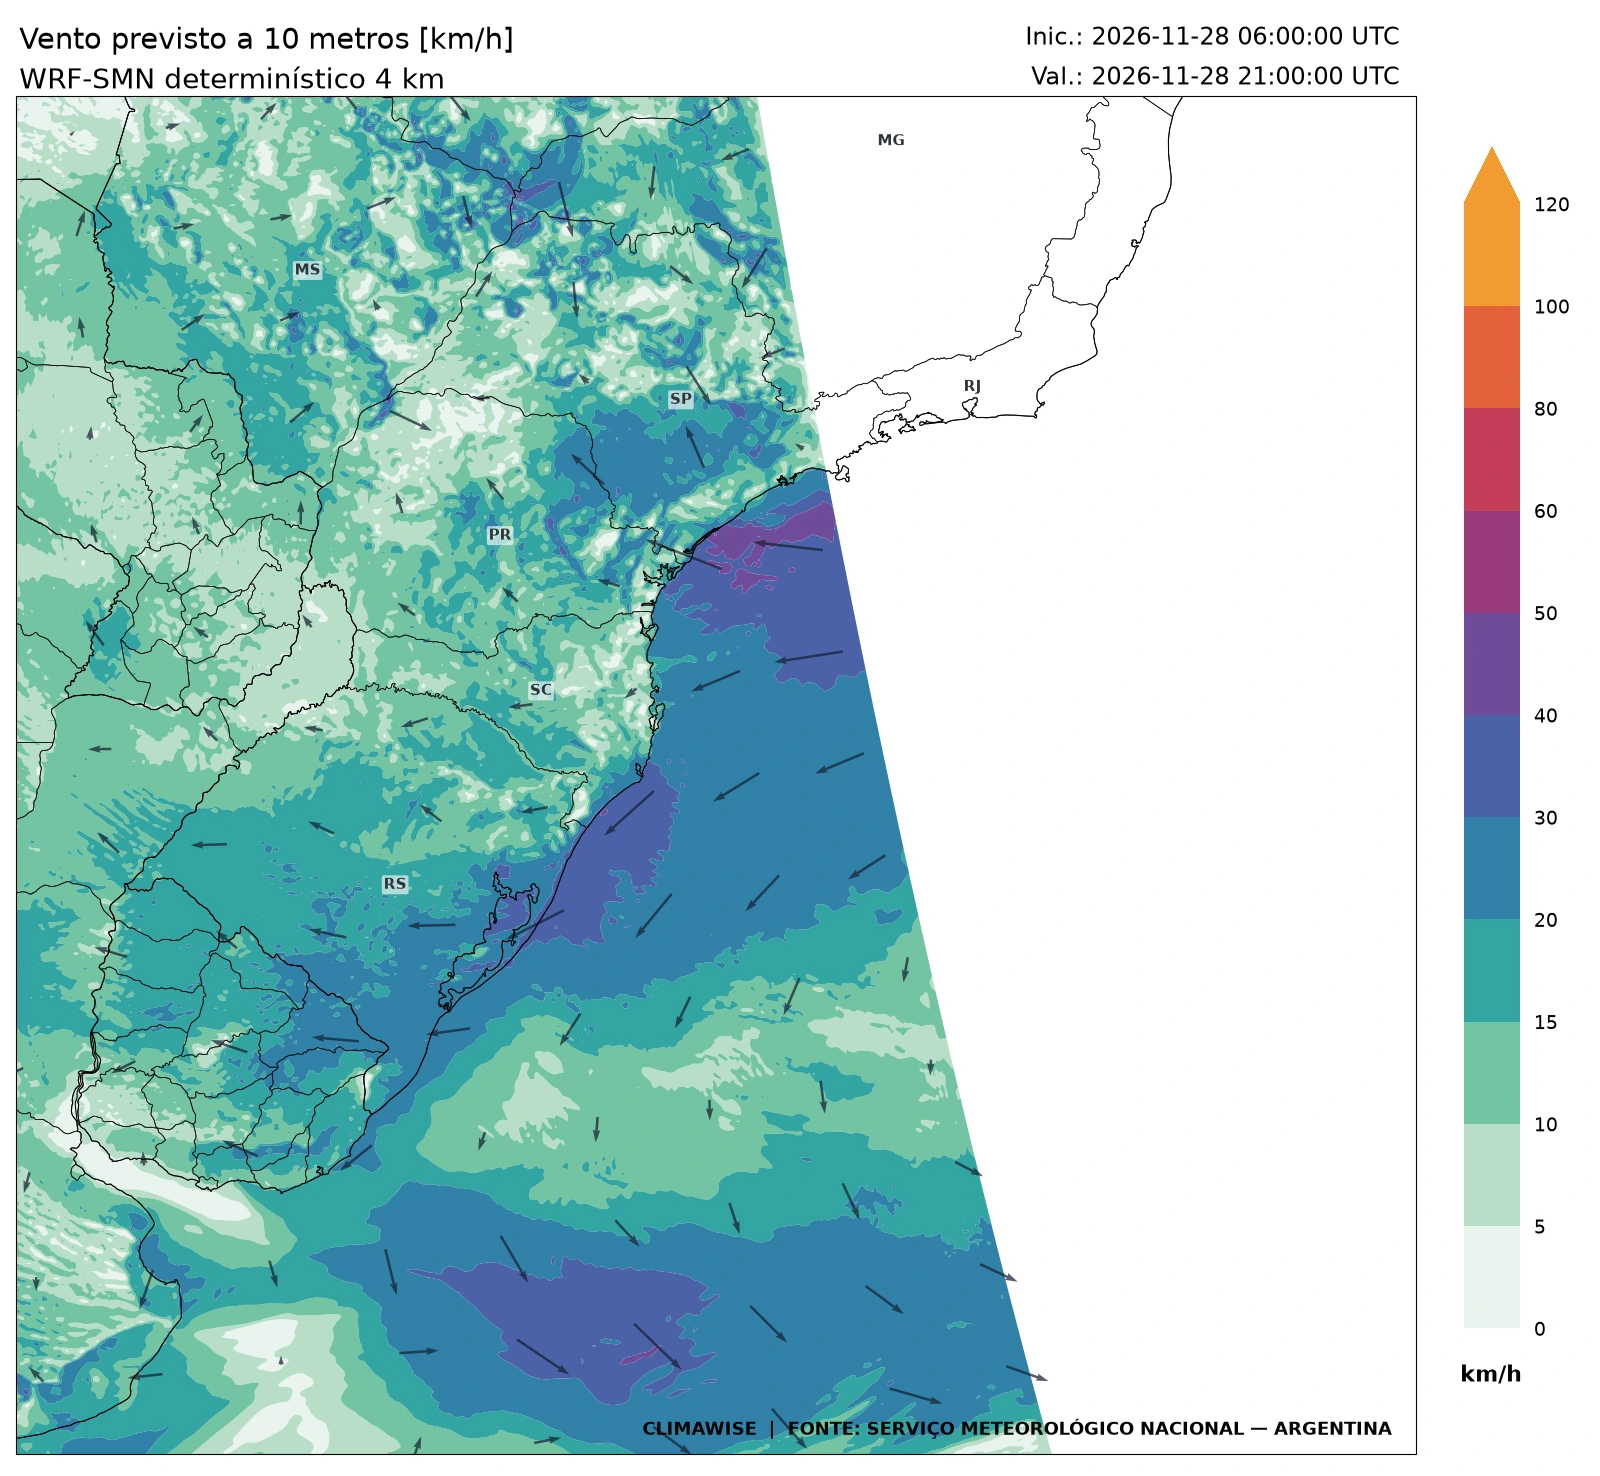 Vento previsto a 10 metros [km/h]
WRF-SMN determinístico 4 km
Inic.: 2026-11-28 06:00:00 UTC
Val.: 2026-11-28 21:00:00 UTC
MG
MS
RJ
SP
PR
SC
RS
120
100
80
60
50
40
30
20
15
10
5
0
km/h
CLIMAWISE | FONTE: SERVIÇO METEOROLÓGICO NACIONAL — ARGENTINA